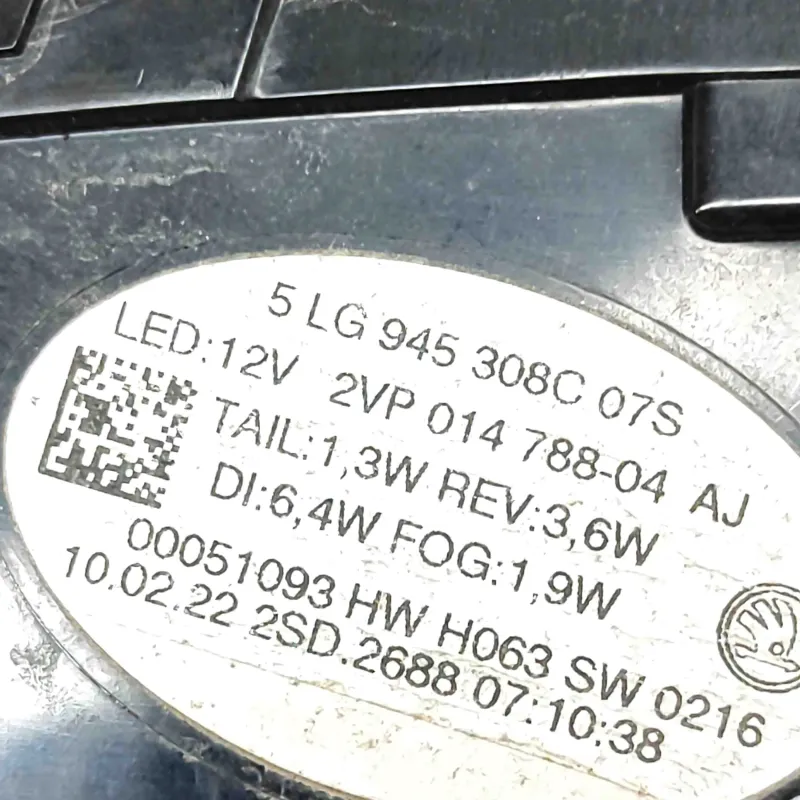 5 LG 945 308C 07S
LED:12V 2VP 014 788-04 AJ
TAIL:1,3W REV:3,6W
DI:6,4W FOG:1,9W
00051093 HW H063 SW 0216
10.02.22 2SD.2688 07:10:38